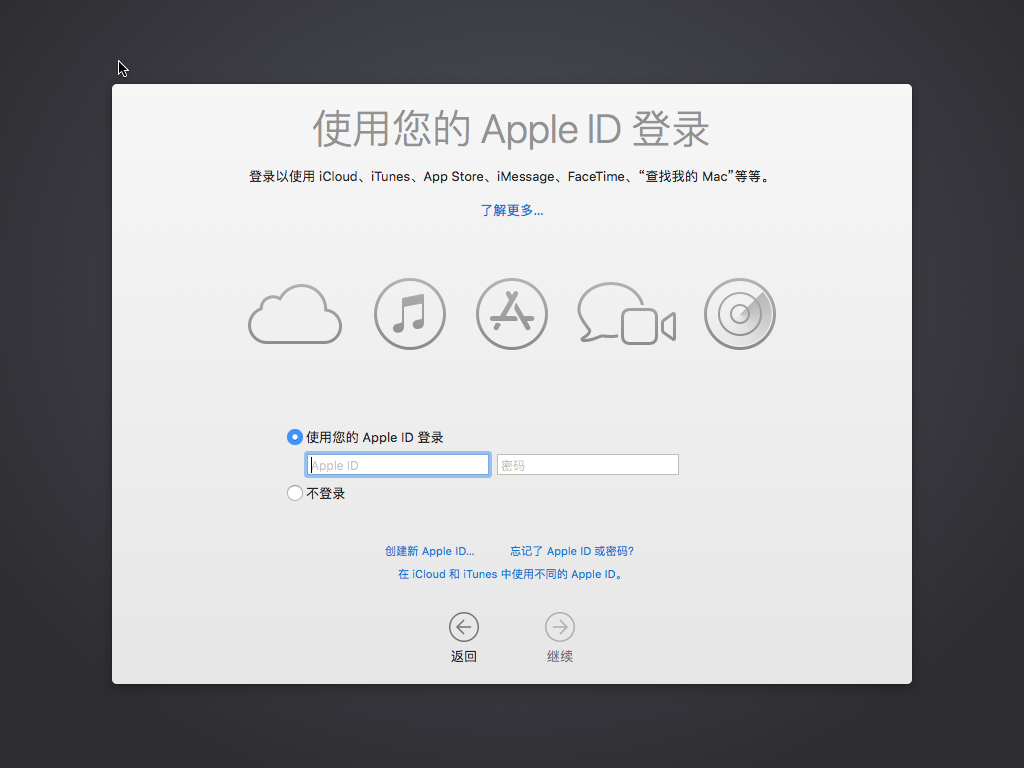 使用您的 Apple ID 登录
登录以使用 iCloud、iTunes、App Store、iMessage、FaceTime、“查找我的 Mac”等等。
了解更多...
使用您的 Apple ID 登录
Apple ID 密码
不登录
创建新 Apple ID... 忘记了 Apple ID 或密码?
在 iCloud 和 iTunes 中使用不同的 Apple ID。
返回 继续